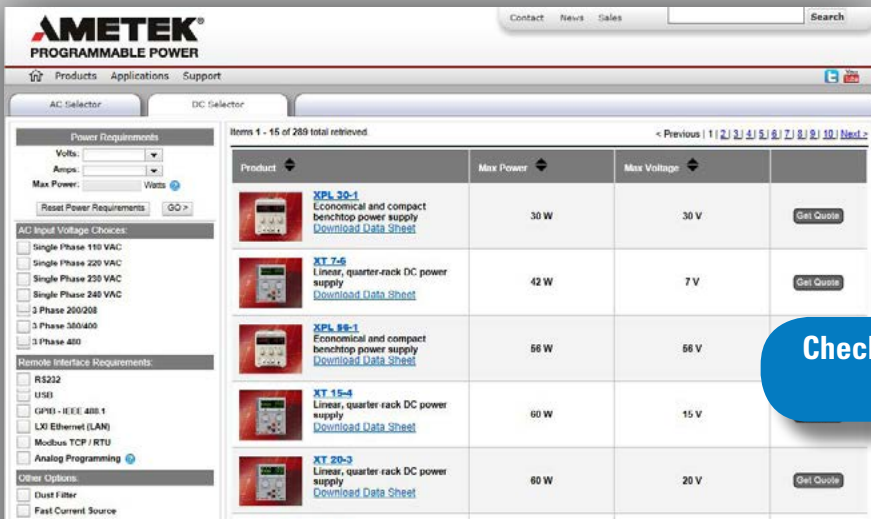 Contact News Sales Search
AMETEK®
PROGRAMMABLE POWER
Products Applications Support
AC Selector DC Selector
Power Requirements
Volts:
Amps:
Max Power: Watts
Reset Power Requirements GO >
AC Input Voltage Choices:
Single Phase 110 VAC
Single Phase 220 VAC
Single Phase 230 VAC
Single Phase 240 VAC
3 Phase 200/208
3 Phase 380/400
3 Phase 480
Remote Interface Requirements:
RS232
USB
GPIB - IEEE 488.1
LXI Ethernet (LAN)
Modbus TCP / RTU
Analog Programming
Other Options:
Dust Filter
Fast Current Source
Items 1 - 15 of 289 total retrieved.
< Previous | 1 | 2 | 3 | 4 | 5 | 6 | 7 | 8 | 9 | 10 | Next >
Product Max Power Max Voltage
XPL 30-1
Economical and compact
benchtop power supply
Download Data Sheet
30 W 30 V Get Quote
XT 7-6
Linear, quarter-rack DC power
supply
Download Data Sheet
42 W 7 V Get Quote
XPL 56-1
Economical and compact
benchtop power supply
Download Data Sheet
56 W 56 V
XT 15-4
Linear, quarter-rack DC power
supply
Download Data Sheet
60 W 15 V
XT 20-3
Linear, quarter-rack DC power
supply
Download Data Sheet
60 W 20 V Get Quote
Check